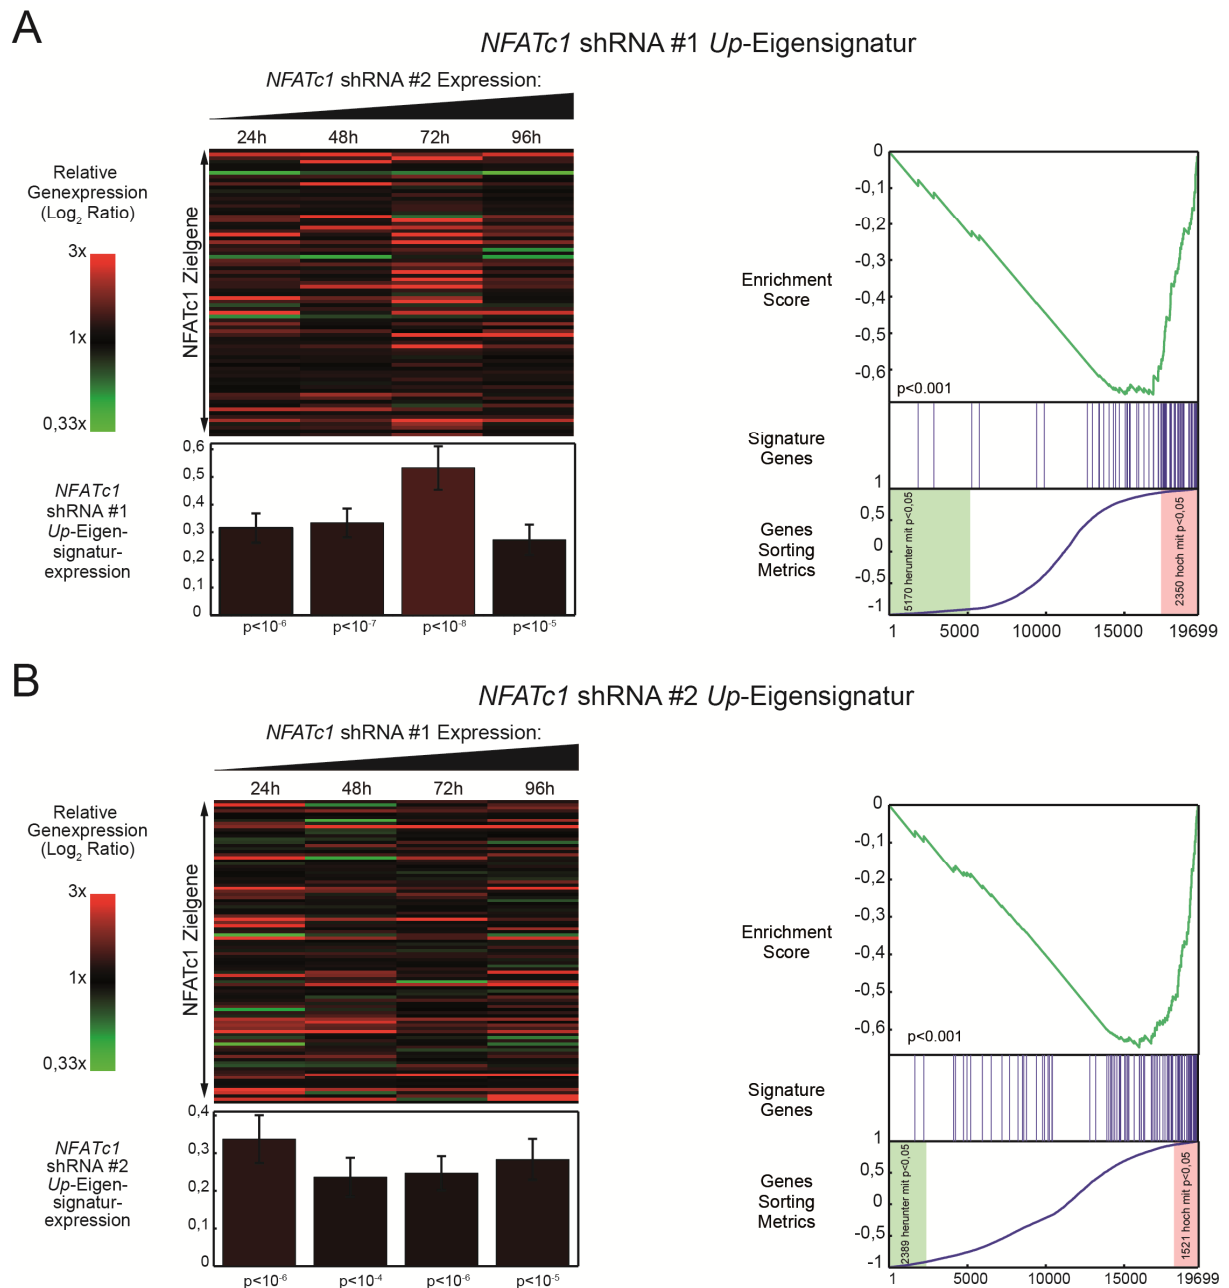 A
NFATc1 shRNA #1 Up-Eigensignatur
NFATc1 shRNA #2 Expression:
24h 48h 72h 96h
Relative
Genexpression
(Log2 Ratio)
3x
1x
0,33x
NFATc1 Zielgene
0,6
0,5
0,4
0,3
0,2
0,1
0
NFATc1
shRNA #1
Up-Eigen-
signatur-
expression
p<10-6 p<10-7 p<10-8 p<10-5
0
-0,1
-0,2
-0,3
-0,4
-0,5
-0,6
Enrichment
Score
p<0.001
Signature
Genes
1
0,5
0
-0,5
-1
Genes
Sorting
Metrics
5170 herunter mit p<0,05
2350 hoch mit p<0,05
1 5000 10000 15000 19699
B
NFATc1 shRNA #2 Up-Eigensignatur
NFATc1 shRNA #1 Expression:
24h 48h 72h 96h
Relative
Genexpression
(Log2 Ratio)
3x
1x
0,33x
NFATc1 Zielgene
0,4
0,3
0,2
0,1
0
NFATc1
shRNA #2
Up-Eigen-
signatur-
expression
p<10-6 p<10-4 p<10-6 p<10-5
0
-0,1
-0,2
-0,3
-0,4
-0,5
-0,6
Enrichment
Score
p<0.001
Signature
Genes
1
0,5
0
-0,5
-1
Genes
Sorting
Metrics
2389 herunter mit p<0,05
1521 hoch mit p<0,05
1 5000 10000 15000 19699